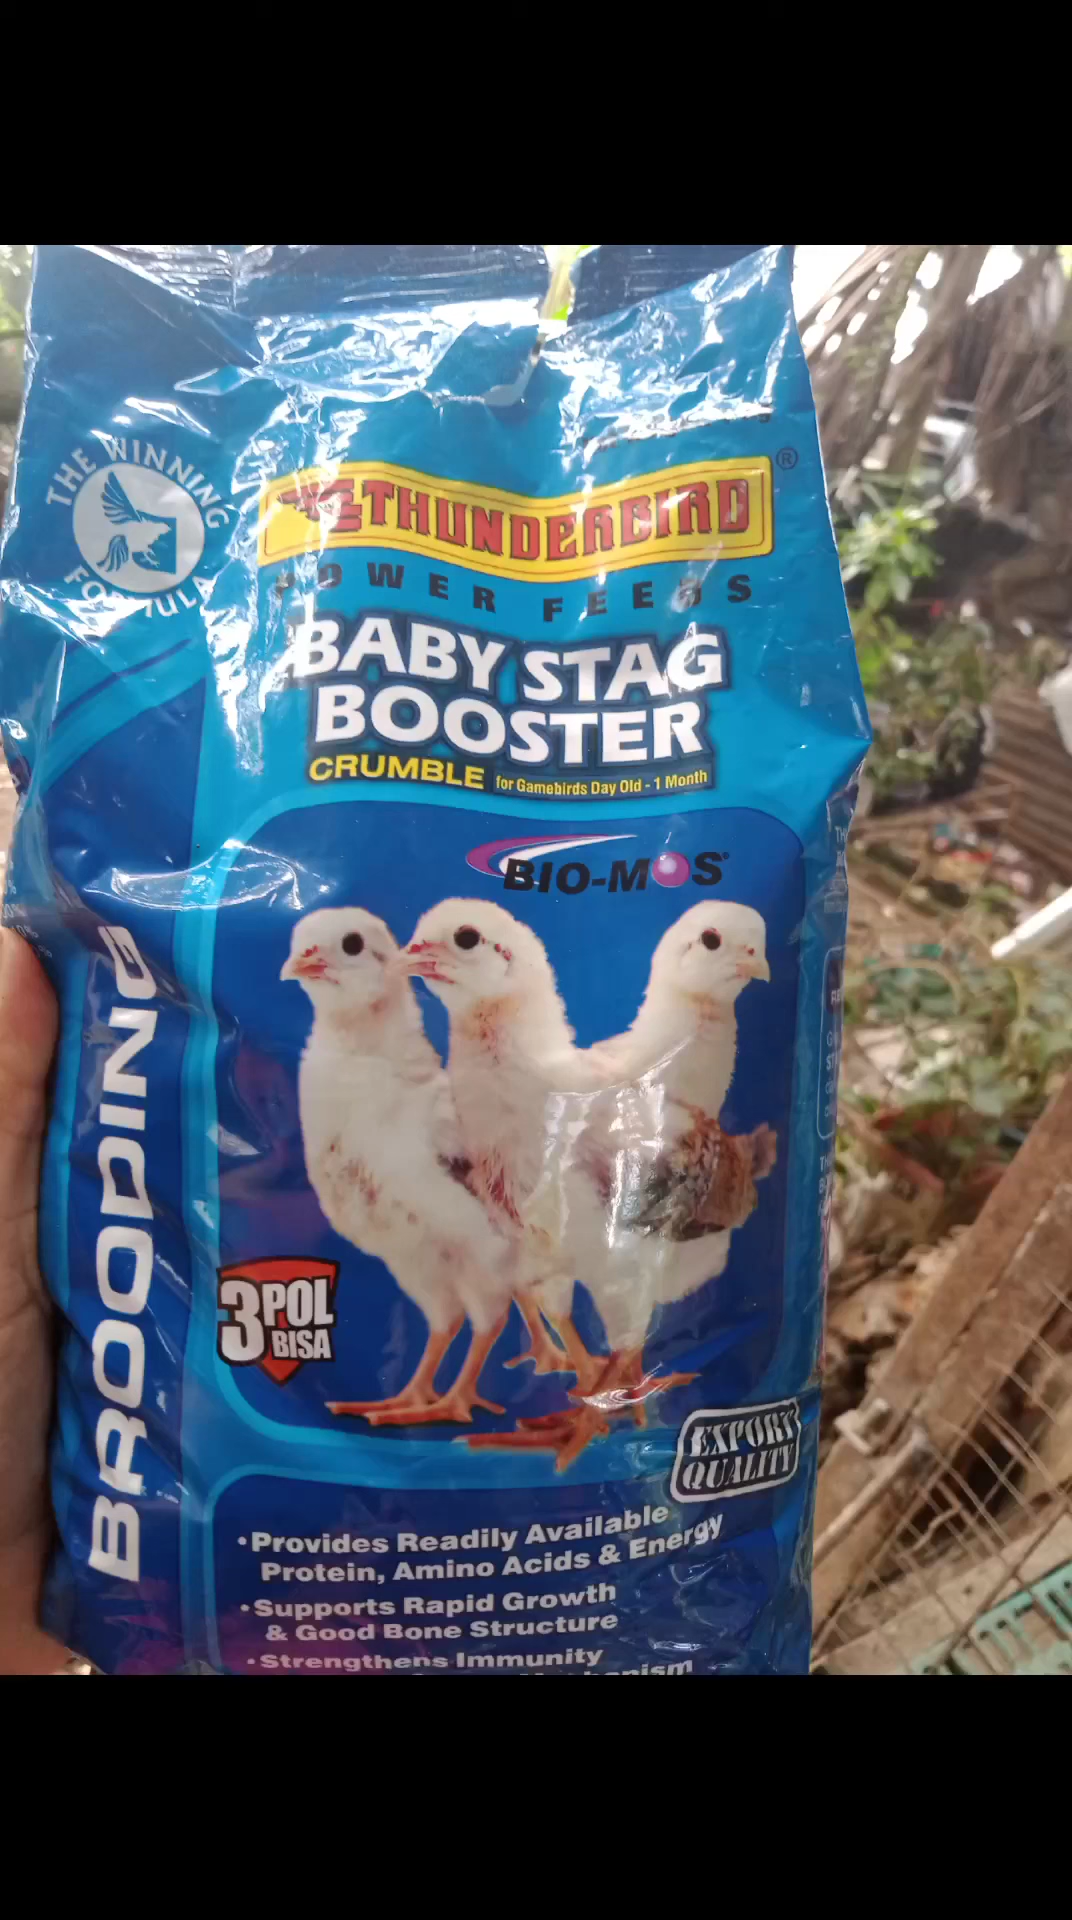 THE WINNING
FORMULA
THUNDERBIRD®
POWER FEEDS
BABY STAG
BOOSTER
CRUMBLE for Gamebirds Day Old - 1 Month
BIO-MOS®
BROODING
3 POL
BISA
EXPORT
QUALITY
•Provides Readily Available
Protein, Amino Acids & Energy
•Supports Rapid Growth
& Good Bone Structure
•Strengthens Immunity